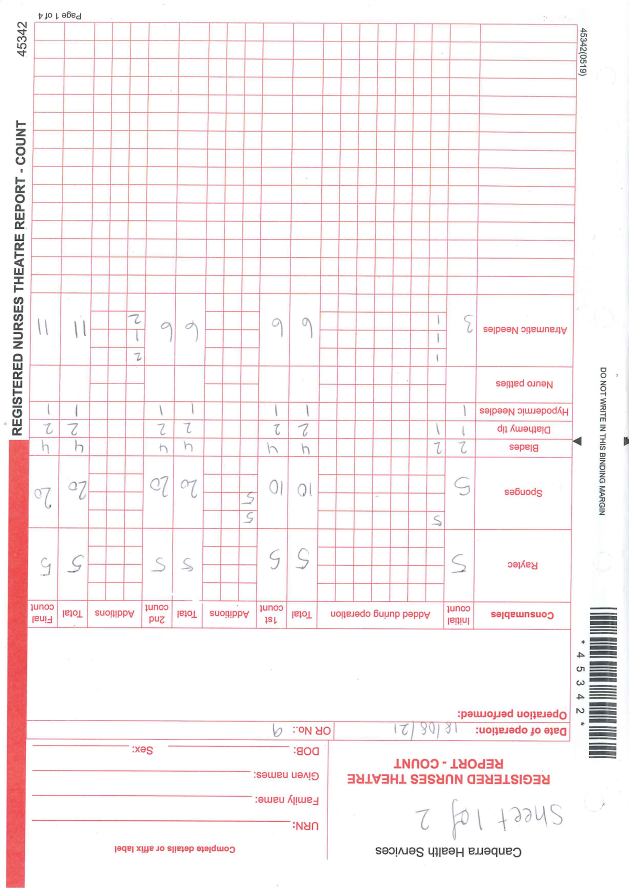 Canberra Health Services
Complete details or affix label
Sheet 1 of 2
URN:
Family name:
REGISTERED NURSES THEATRE
REPORT - COUNT
Given names:
DOB: Sex:
Date of operation: 18/08/21 OR No.: 9
Operation performed:
Consumables Initial count Added during operation Total 1st count Additions Total 2nd count Additions Total Final count
Raytec 5 5 5 5 5 5 5
Sponges 5 5 10 10 5 5 20 20 20 20
Blades 2 2 4 4 4 4 4 4
Diathemy tip 1 1 2 2 2 2 2 2
Hypodermic Needles 1 1 1 1 1 1 1
Neuro patties
Atraumatic Needles 3 1 1 1 6 6 6 6 2 1 2 11 11
45342(0519)
Page 1 of 4
*45342*
DO NOT WRITE IN THIS BINDING MARGIN
REGISTERED NURSES THEATRE REPORT - COUNT
45342